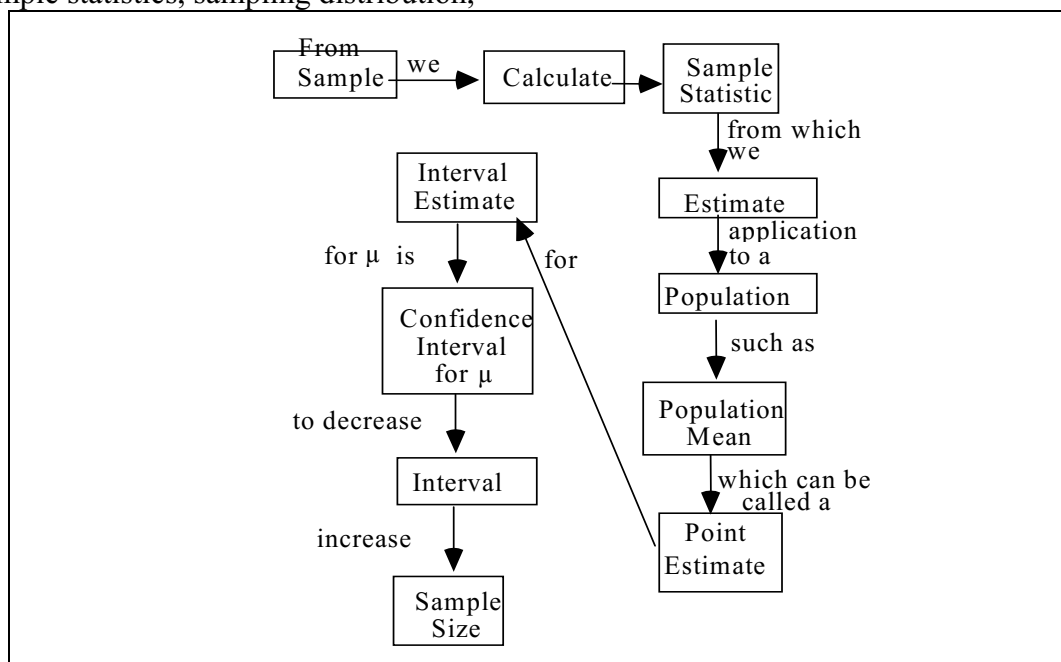 mple statistics, sampling distribution,
From
Sample
we
Calculate
Sample
Statistic
from which
we
Estimate
application
to a
Population
such as
Population
Mean
which can be
called a
Point
Estimate
for
Interval
Estimate
for μ is
Confidence
Interval
for μ
to decrease
Interval
increase
Sample
Size